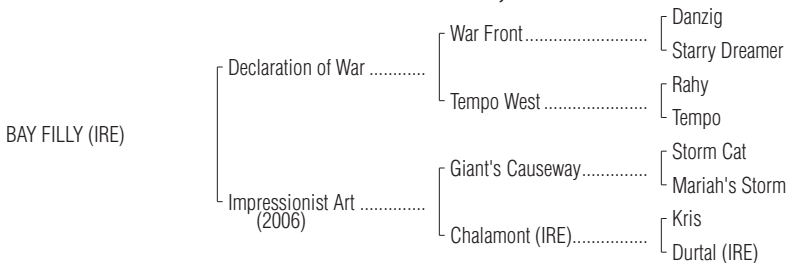 Danzig
War Front
Starry Dreamer
Declaration of War
Rahy
Tempo West
Tempo
BAY FILLY (IRE)
Storm Cat
Giant's Causeway
Mariah's Storm
Impressionist Art
(2006)
Kris
Chalamont (IRE)
Durtal (IRE)